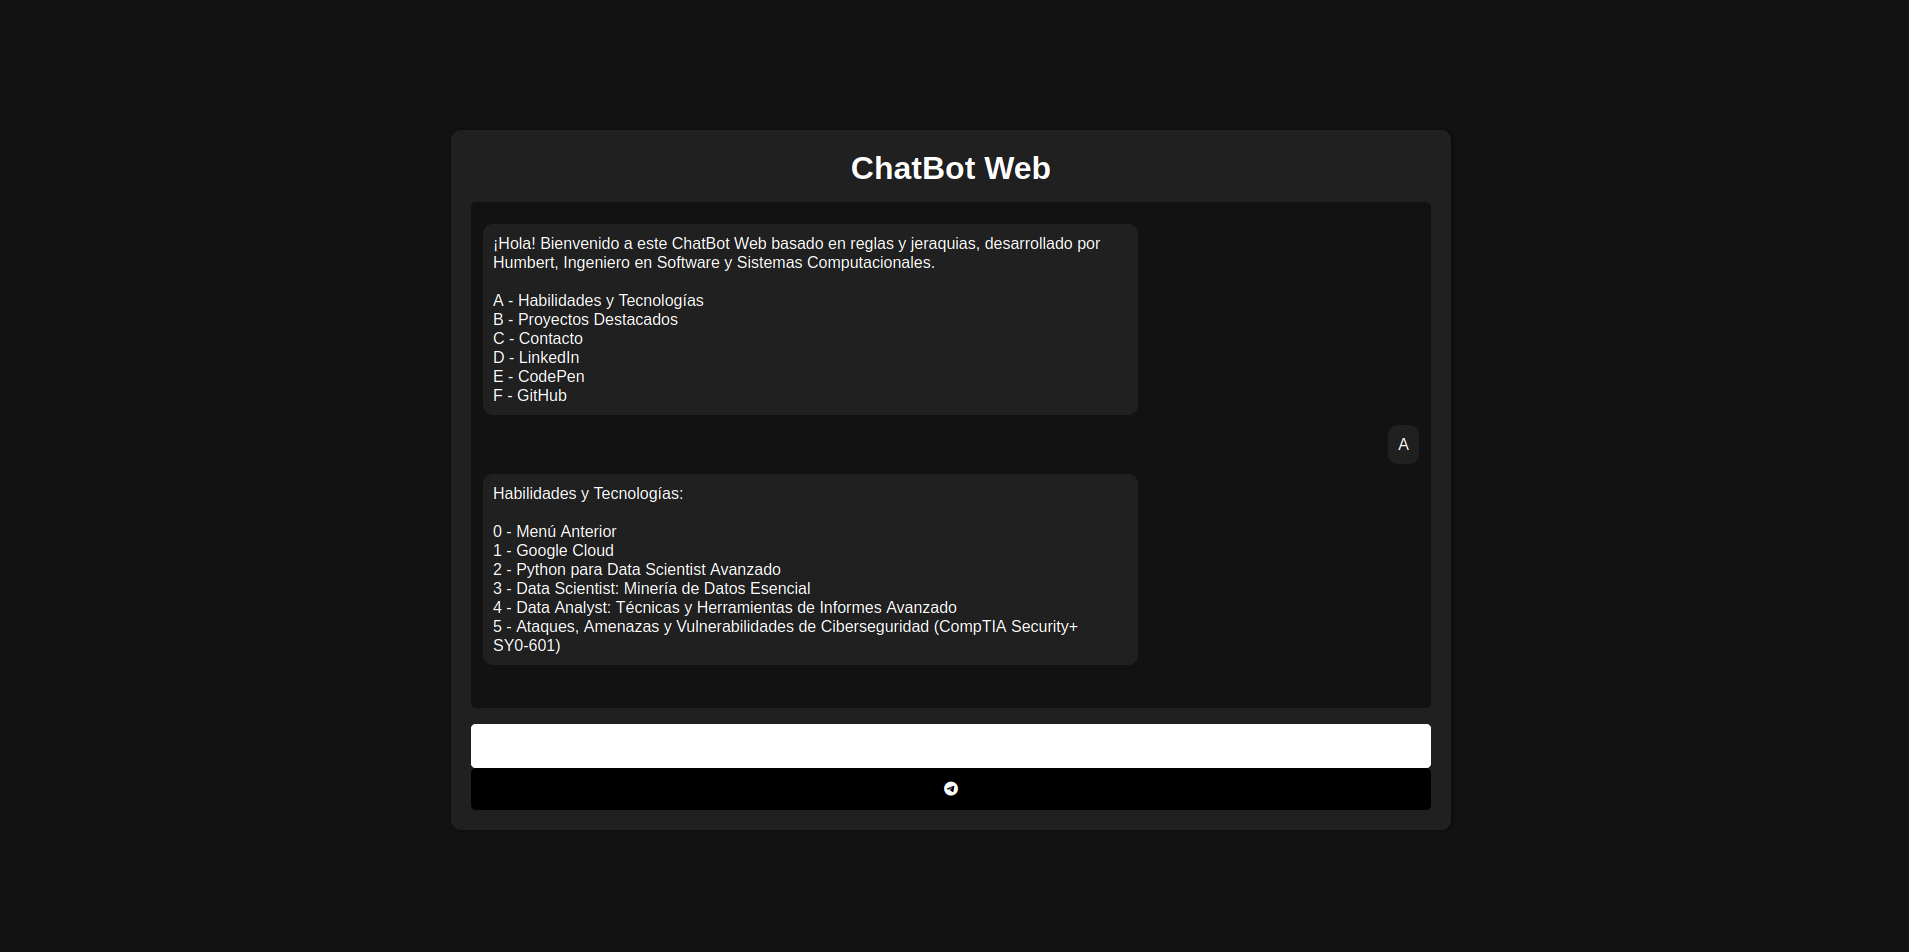 ChatBot Web
¡Hola! Bienvenido a este ChatBot Web basado en reglas y jeraquias, desarrollado por
Humbert, Ingeniero en Software y Sistemas Computacionales.
A - Habilidades y Tecnologías
B - Proyectos Destacados
C - Contacto
D - LinkedIn
E - CodePen
F - GitHub
A
Habilidades y Tecnologías:
0 - Menú Anterior
1 - Google Cloud
2 - Python para Data Scientist Avanzado
3 - Data Scientist: Minería de Datos Esencial
4 - Data Analyst: Técnicas y Herramientas de Informes Avanzado
5 - Ataques, Amenazas y Vulnerabilidades de Ciberseguridad (CompTIA Security+
SY0-601)